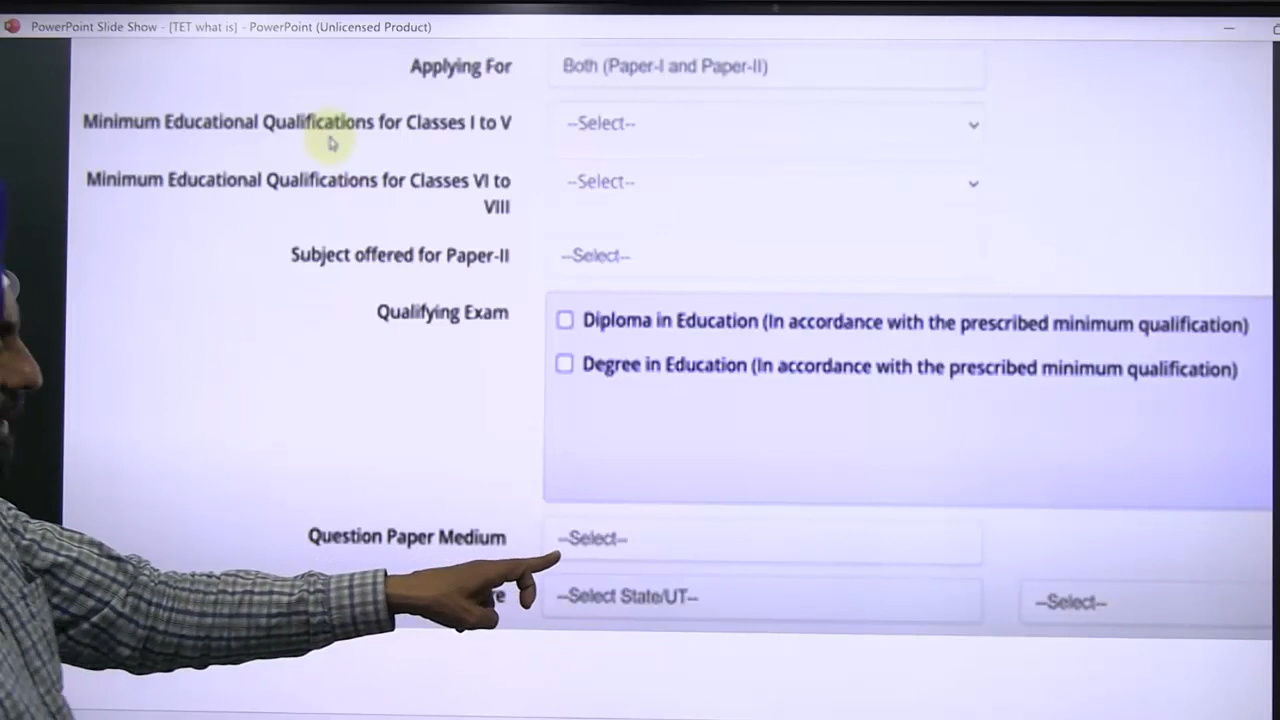 PowerPoint Slide Show - [TET what is] - PowerPoint (Unlicensed Product)
Applying For
Both (Paper-I and Paper-II)
Minimum Educational Qualifications for Classes I to V
--Select--
Minimum Educational Qualifications for Classes VI to
VIII
--Select--
Subject offered for Paper-II
--Select--
Qualifying Exam
Diploma in Education (In accordance with the prescribed minimum qualification)
Degree in Education (In accordance with the prescribed minimum qualification)
Question Paper Medium
--Select--
--Select State/UT--
--Select--